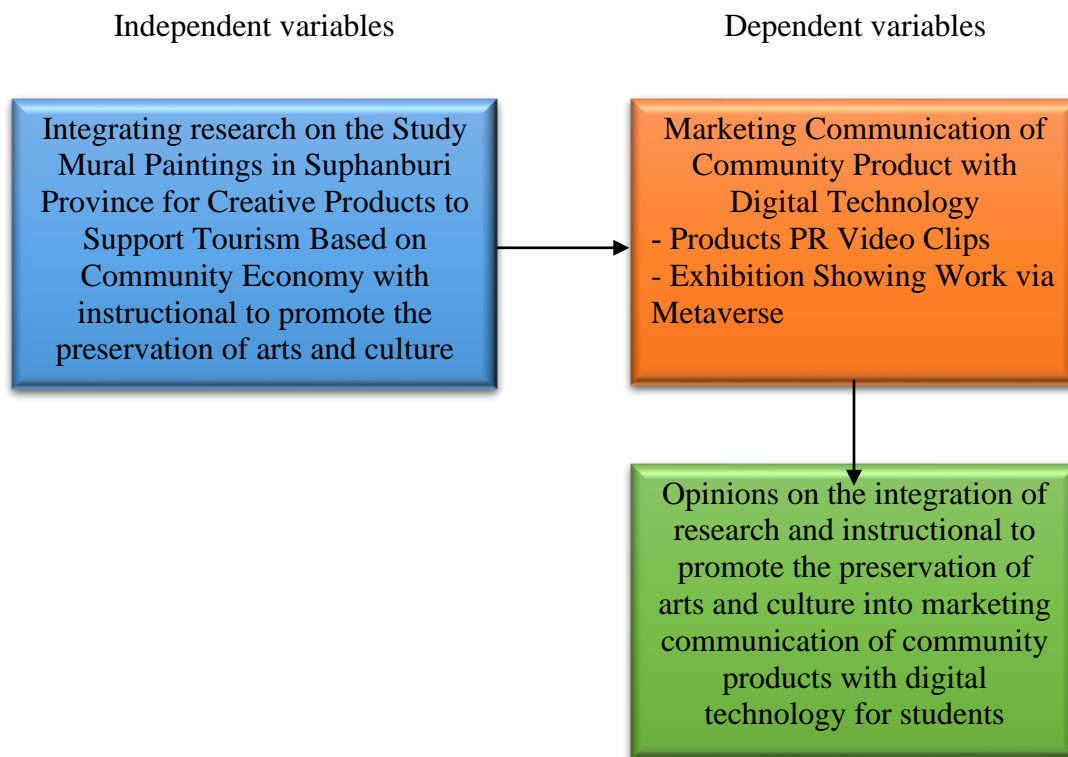 Independent variables
Dependent variables
Integrating research on the Study
Mural Paintings in Suphanburi
Province for Creative Products to
Support Tourism Based on
Community Economy with
instructional to promote the
preservation of arts and culture
Marketing Communication of
Community Product with
Digital Technology
- Products PR Video Clips
- Exhibition Showing Work via
Metaverse
Opinions on the integration of
research and instructional to
promote the preservation of
arts and culture into marketing
communication of community
products with digital
technology for students